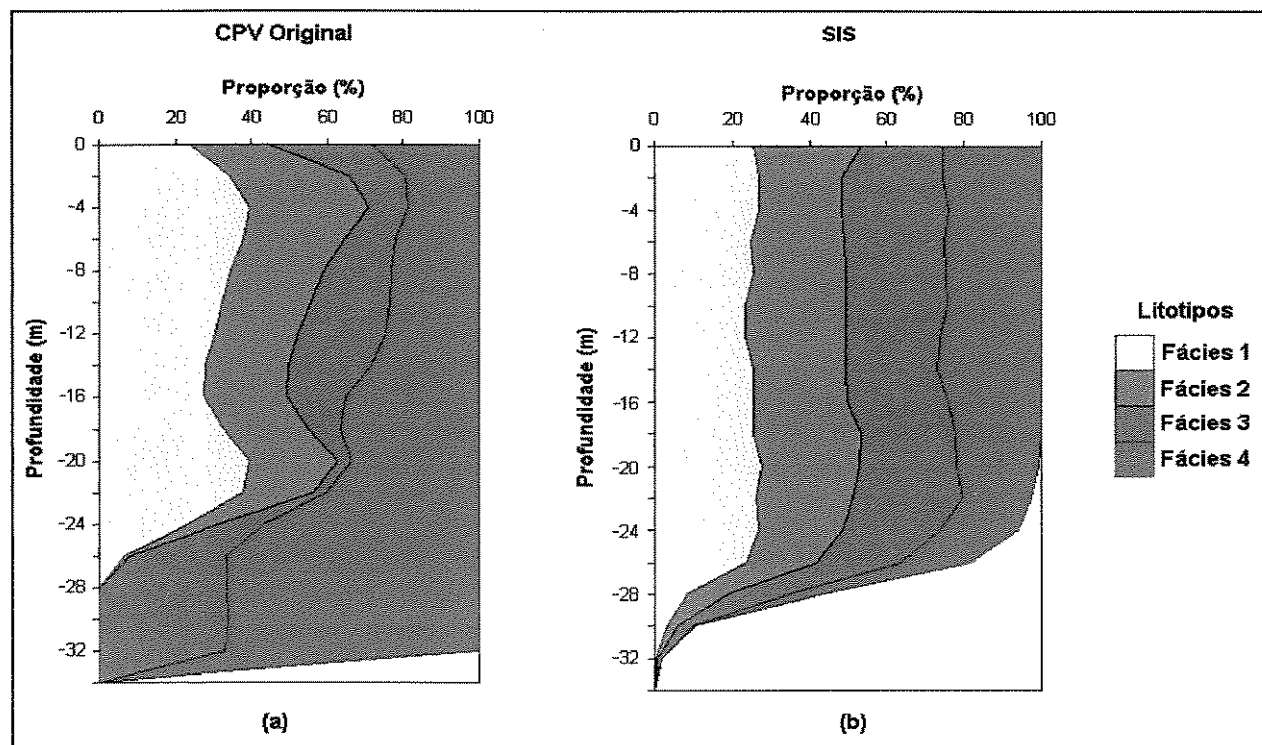 CPV Original
Proporção (%)
0 20 40 60 80 100
0
-4
-8
-12
-16
-20
-24
-28
-32
Profundidade (m)
(a)
SIS
Proporção (%)
0 20 40 60 80 100
0
-4
-8
-12
-16
-20
-24
-28
-32
Profundidade (m)
(b)
Litotipos
Fácies 1
Fácies 2
Fácies 3
Fácies 4